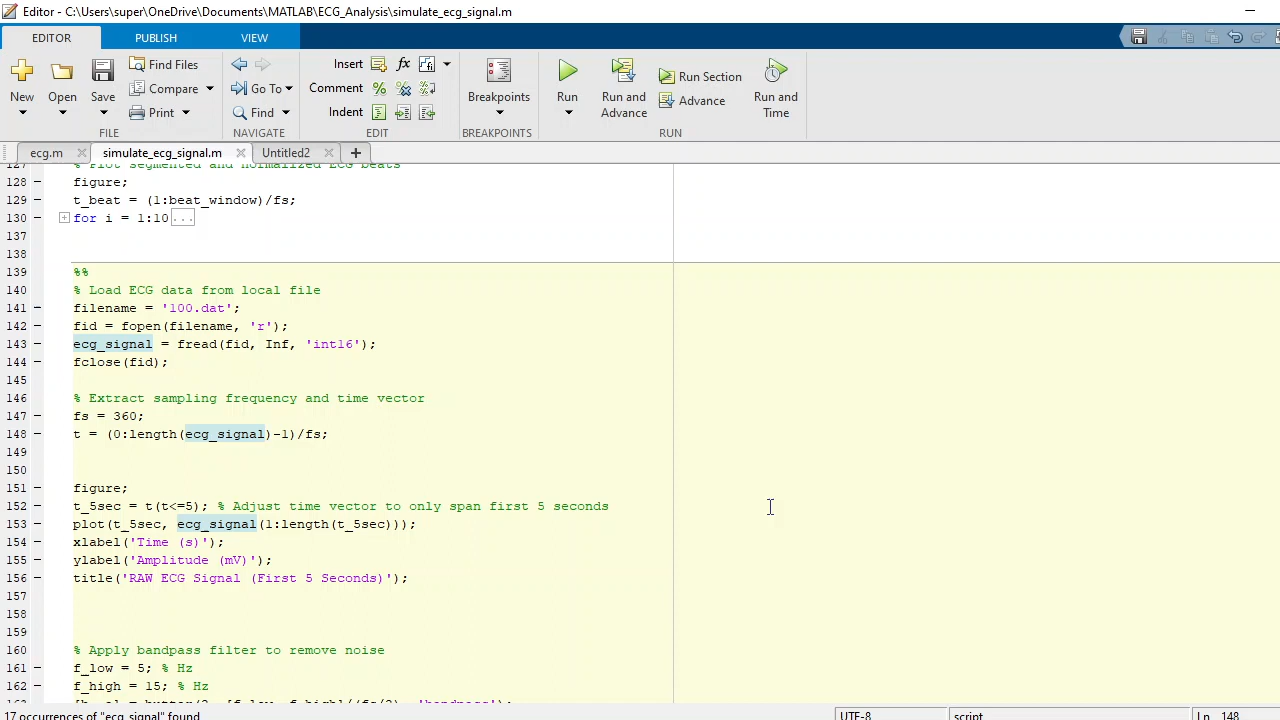 Editor - C:\Users\super\OneDrive\Documents\MATLAB\ECG_Analysis\simulate_ecg_signal.m
EDITOR PUBLISH VIEW
Find Files Insert fx
Compare Go To Comment Run Section
New Open Save Print Find Indent Breakpoints Run Run and Advance Advance Run and Time
FILE NAVIGATE EDIT BREAKPOINTS RUN
ecg.m simulate_ecg_signal.m Untitled2
127 % Plot segmented and normalized ECG beats
128 figure;
129 t_beat = (1:beat_window)/fs;
130 for i = 1:10 ...
137
138
139 %%
140 % Load ECG data from local file
141 filename = '100.dat';
142 fid = fopen(filename, 'r');
143 ecg_signal = fread(fid, Inf, 'int16');
144 fclose(fid);
145
146 % Extract sampling frequency and time vector
147 fs = 360;
148 t = (0:length(ecg_signal)-1)/fs;
149
150
151 figure;
152 t_5sec = t(t<=5); % Adjust time vector to only span first 5 seconds
153 plot(t_5sec, ecg_signal(1:length(t_5sec)));
154 xlabel('Time (s)');
155 ylabel('Amplitude (mV)');
156 title('RAW ECG Signal (First 5 Seconds)');
157
158
159
160 % Apply bandpass filter to remove noise
161 f_low = 5; % Hz
162 f_high = 15; % Hz
17 occurrences of "ecg_signal" found UTF-8 script Ln 148